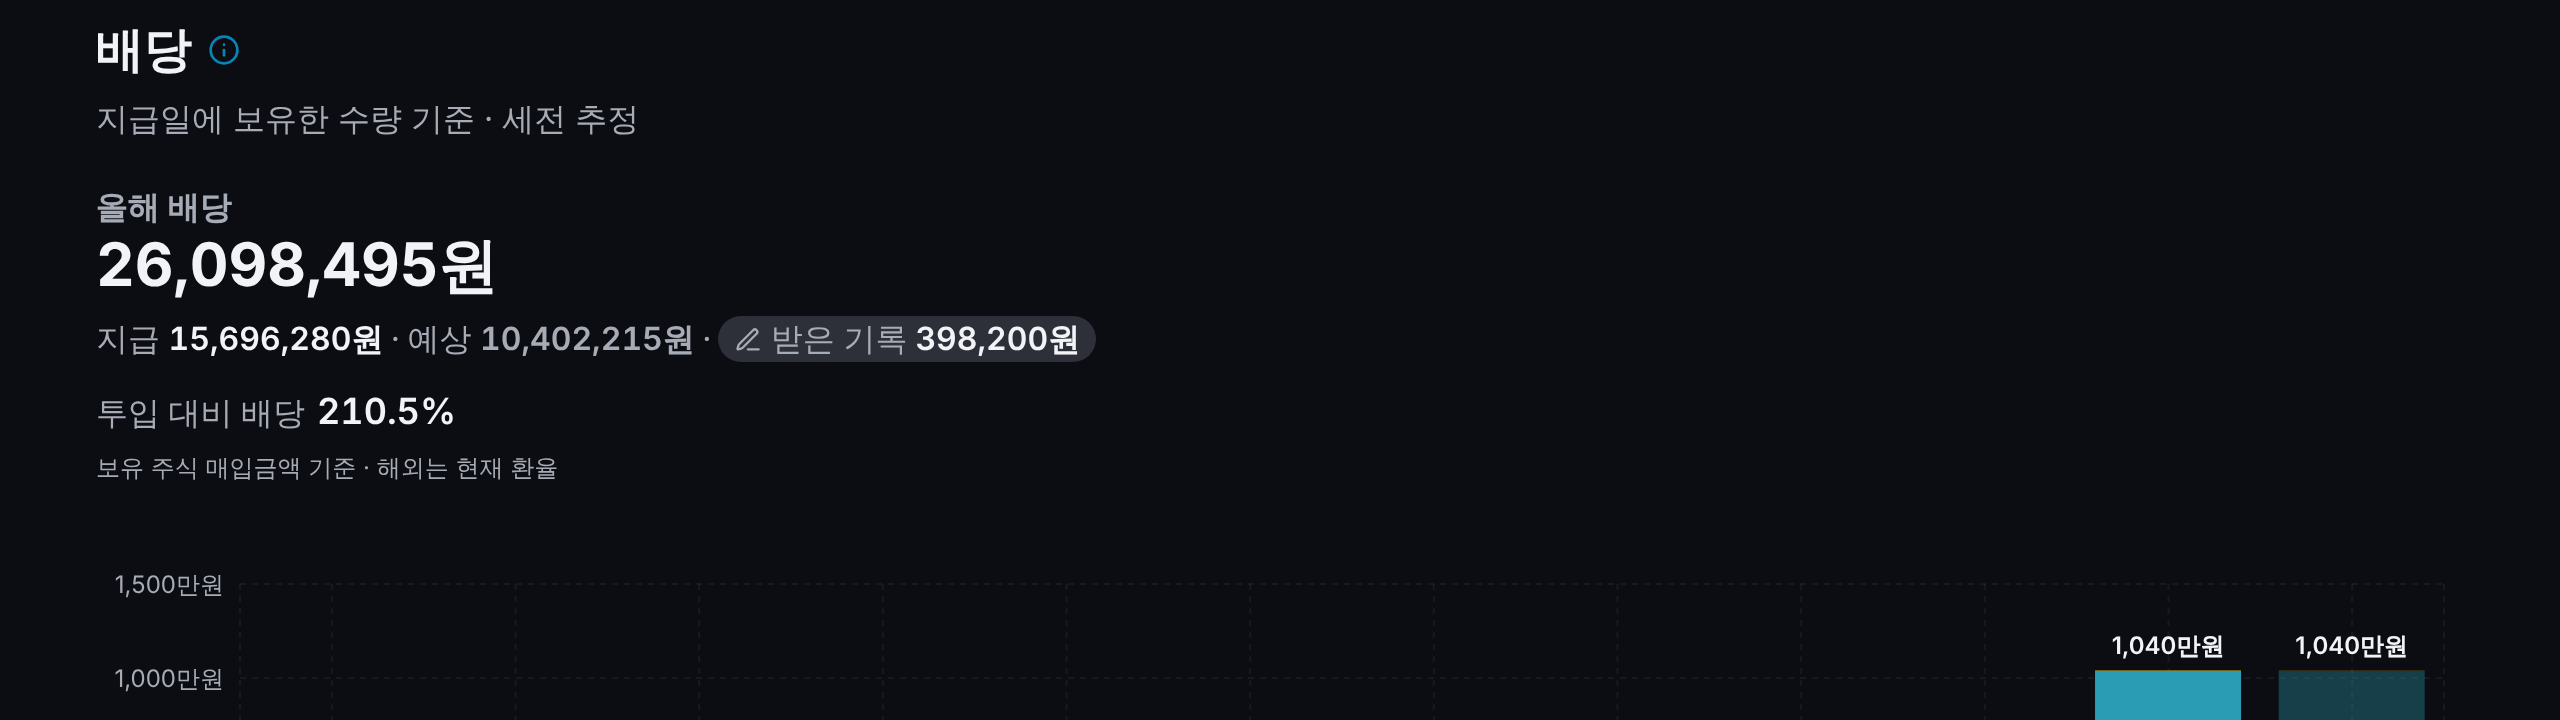 배당
지급일에 보유한 수량 기준 · 세전 추정
올해 배당
26,098,495원
지급 15,696,280원 · 예상 10,402,215원 · 받은 기록 398,200원
투입 대비 배당 210.5%
보유 주식 매입금액 기준 · 해외는 현재 환율
1,500만원
1,040만원 1,040만원
1,000만원